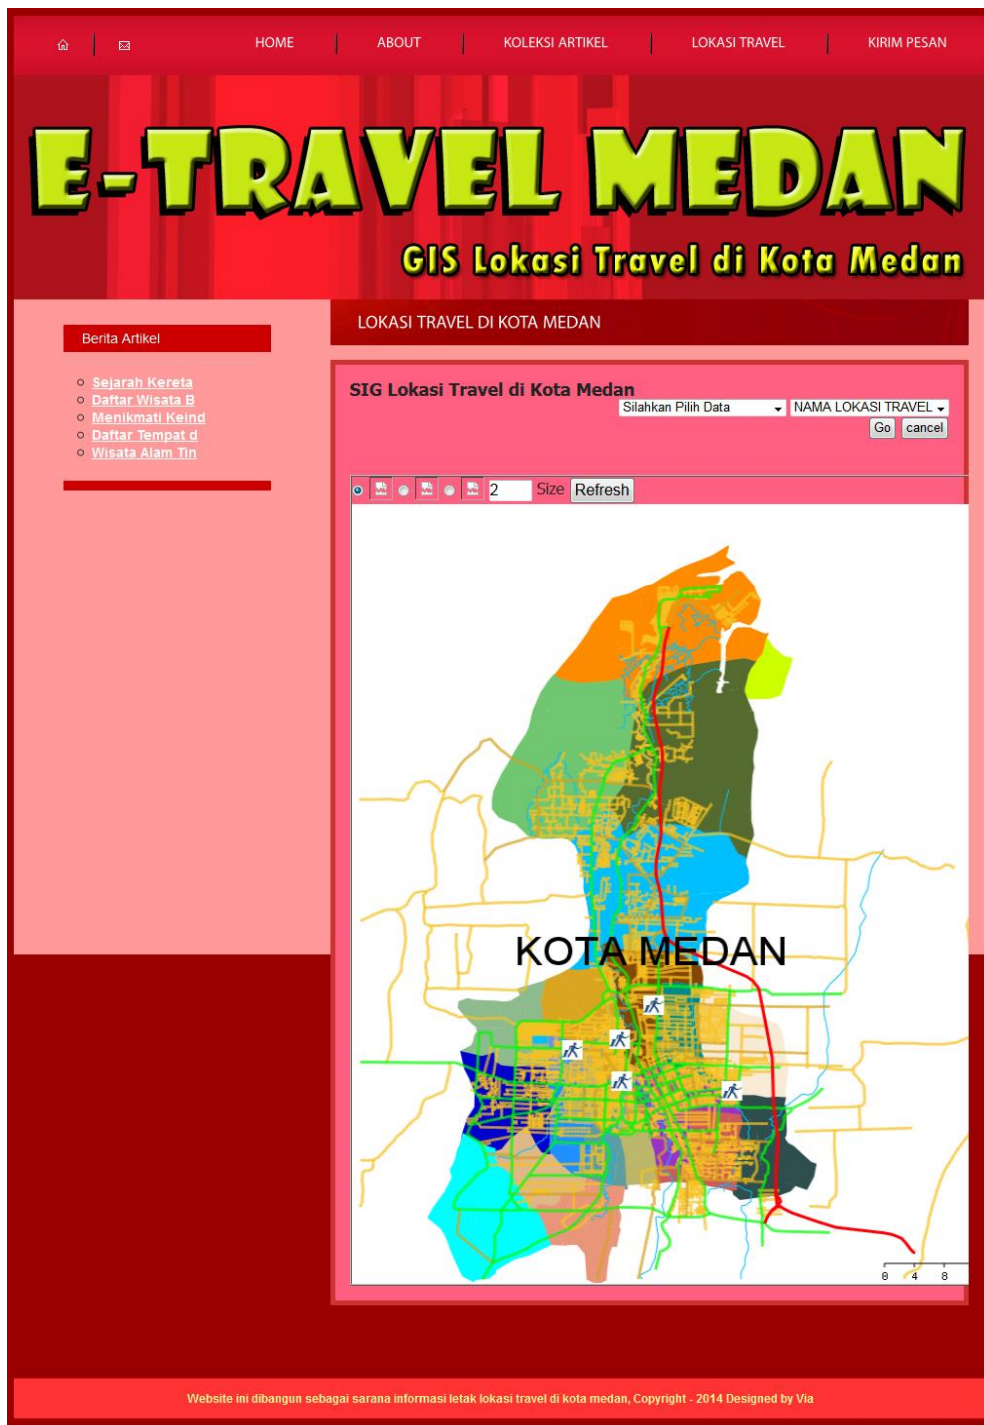 HOME ABOUT KOLEKSI ARTIKEL LOKASI TRAVEL KIRIM PESAN
E-TRAVEL MEDAN
GIS Lokasi Travel di Kota Medan
Berita Artikel
Sejarah Kereta
Daftar Wisata B
Menikmati Keind
Daftar Tempat d
Wisata Alam Tin
LOKASI TRAVEL DI KOTA MEDAN
SIG Lokasi Travel di Kota Medan
Silahkan Pilih Data NAMA LOKASI TRAVEL
Go cancel
2 Size Refresh
KOTA MEDAN
0 4 8
Website ini dibangun sebagai sarana informasi letak lokasi travel di kota medan, Copyright - 2014 Designed by Via